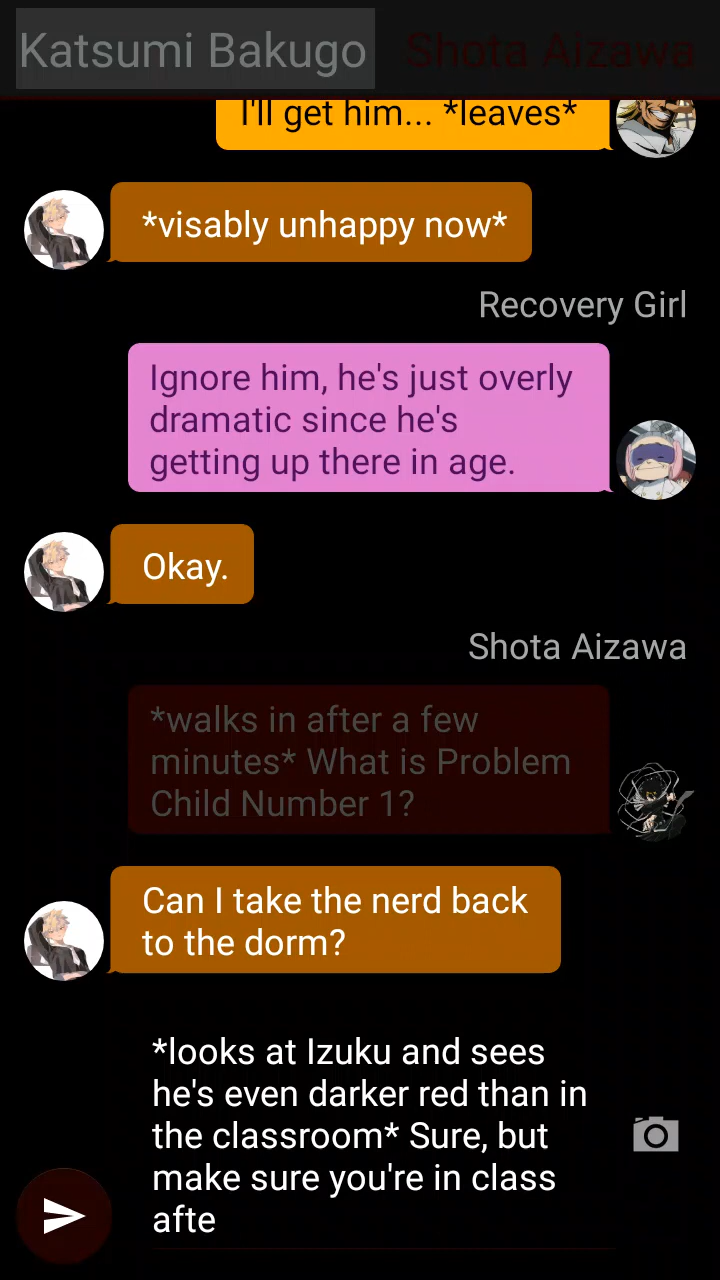 Katsumi Bakugo
Shota Aizawa
I'll get him... *leaves*
*visably unhappy now*
Recovery Girl
Ignore him, he's just overly
dramatic since he's
getting up there in age.
Okay.
Shota Aizawa
*walks in after a few
minutes* What is Problem
Child Number 1?
Can I take the nerd back
to the dorm?
*looks at Izuku and sees
he's even darker red than in
the classroom* Sure, but
make sure you're in class
afte